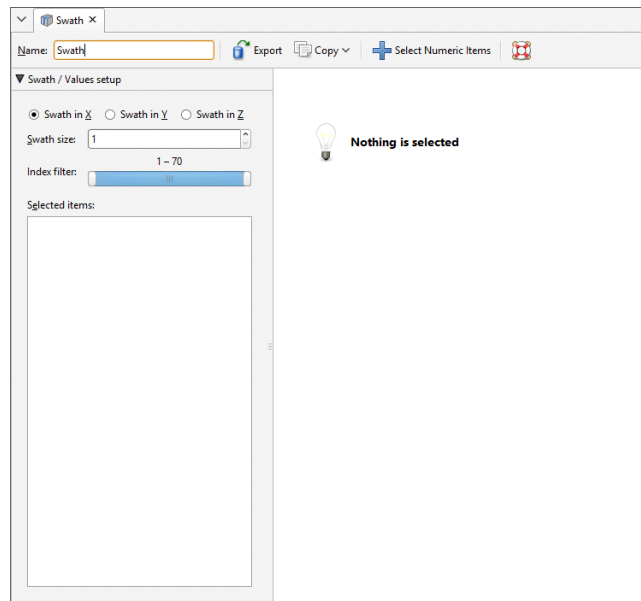 Swath
Name: Swath Export Copy Select Numeric Items
Swath / Values setup
Swath in X Swath in Y Swath in Z
Swath size: 1
1 – 70
Index filter:
Selected items:
Nothing is selected